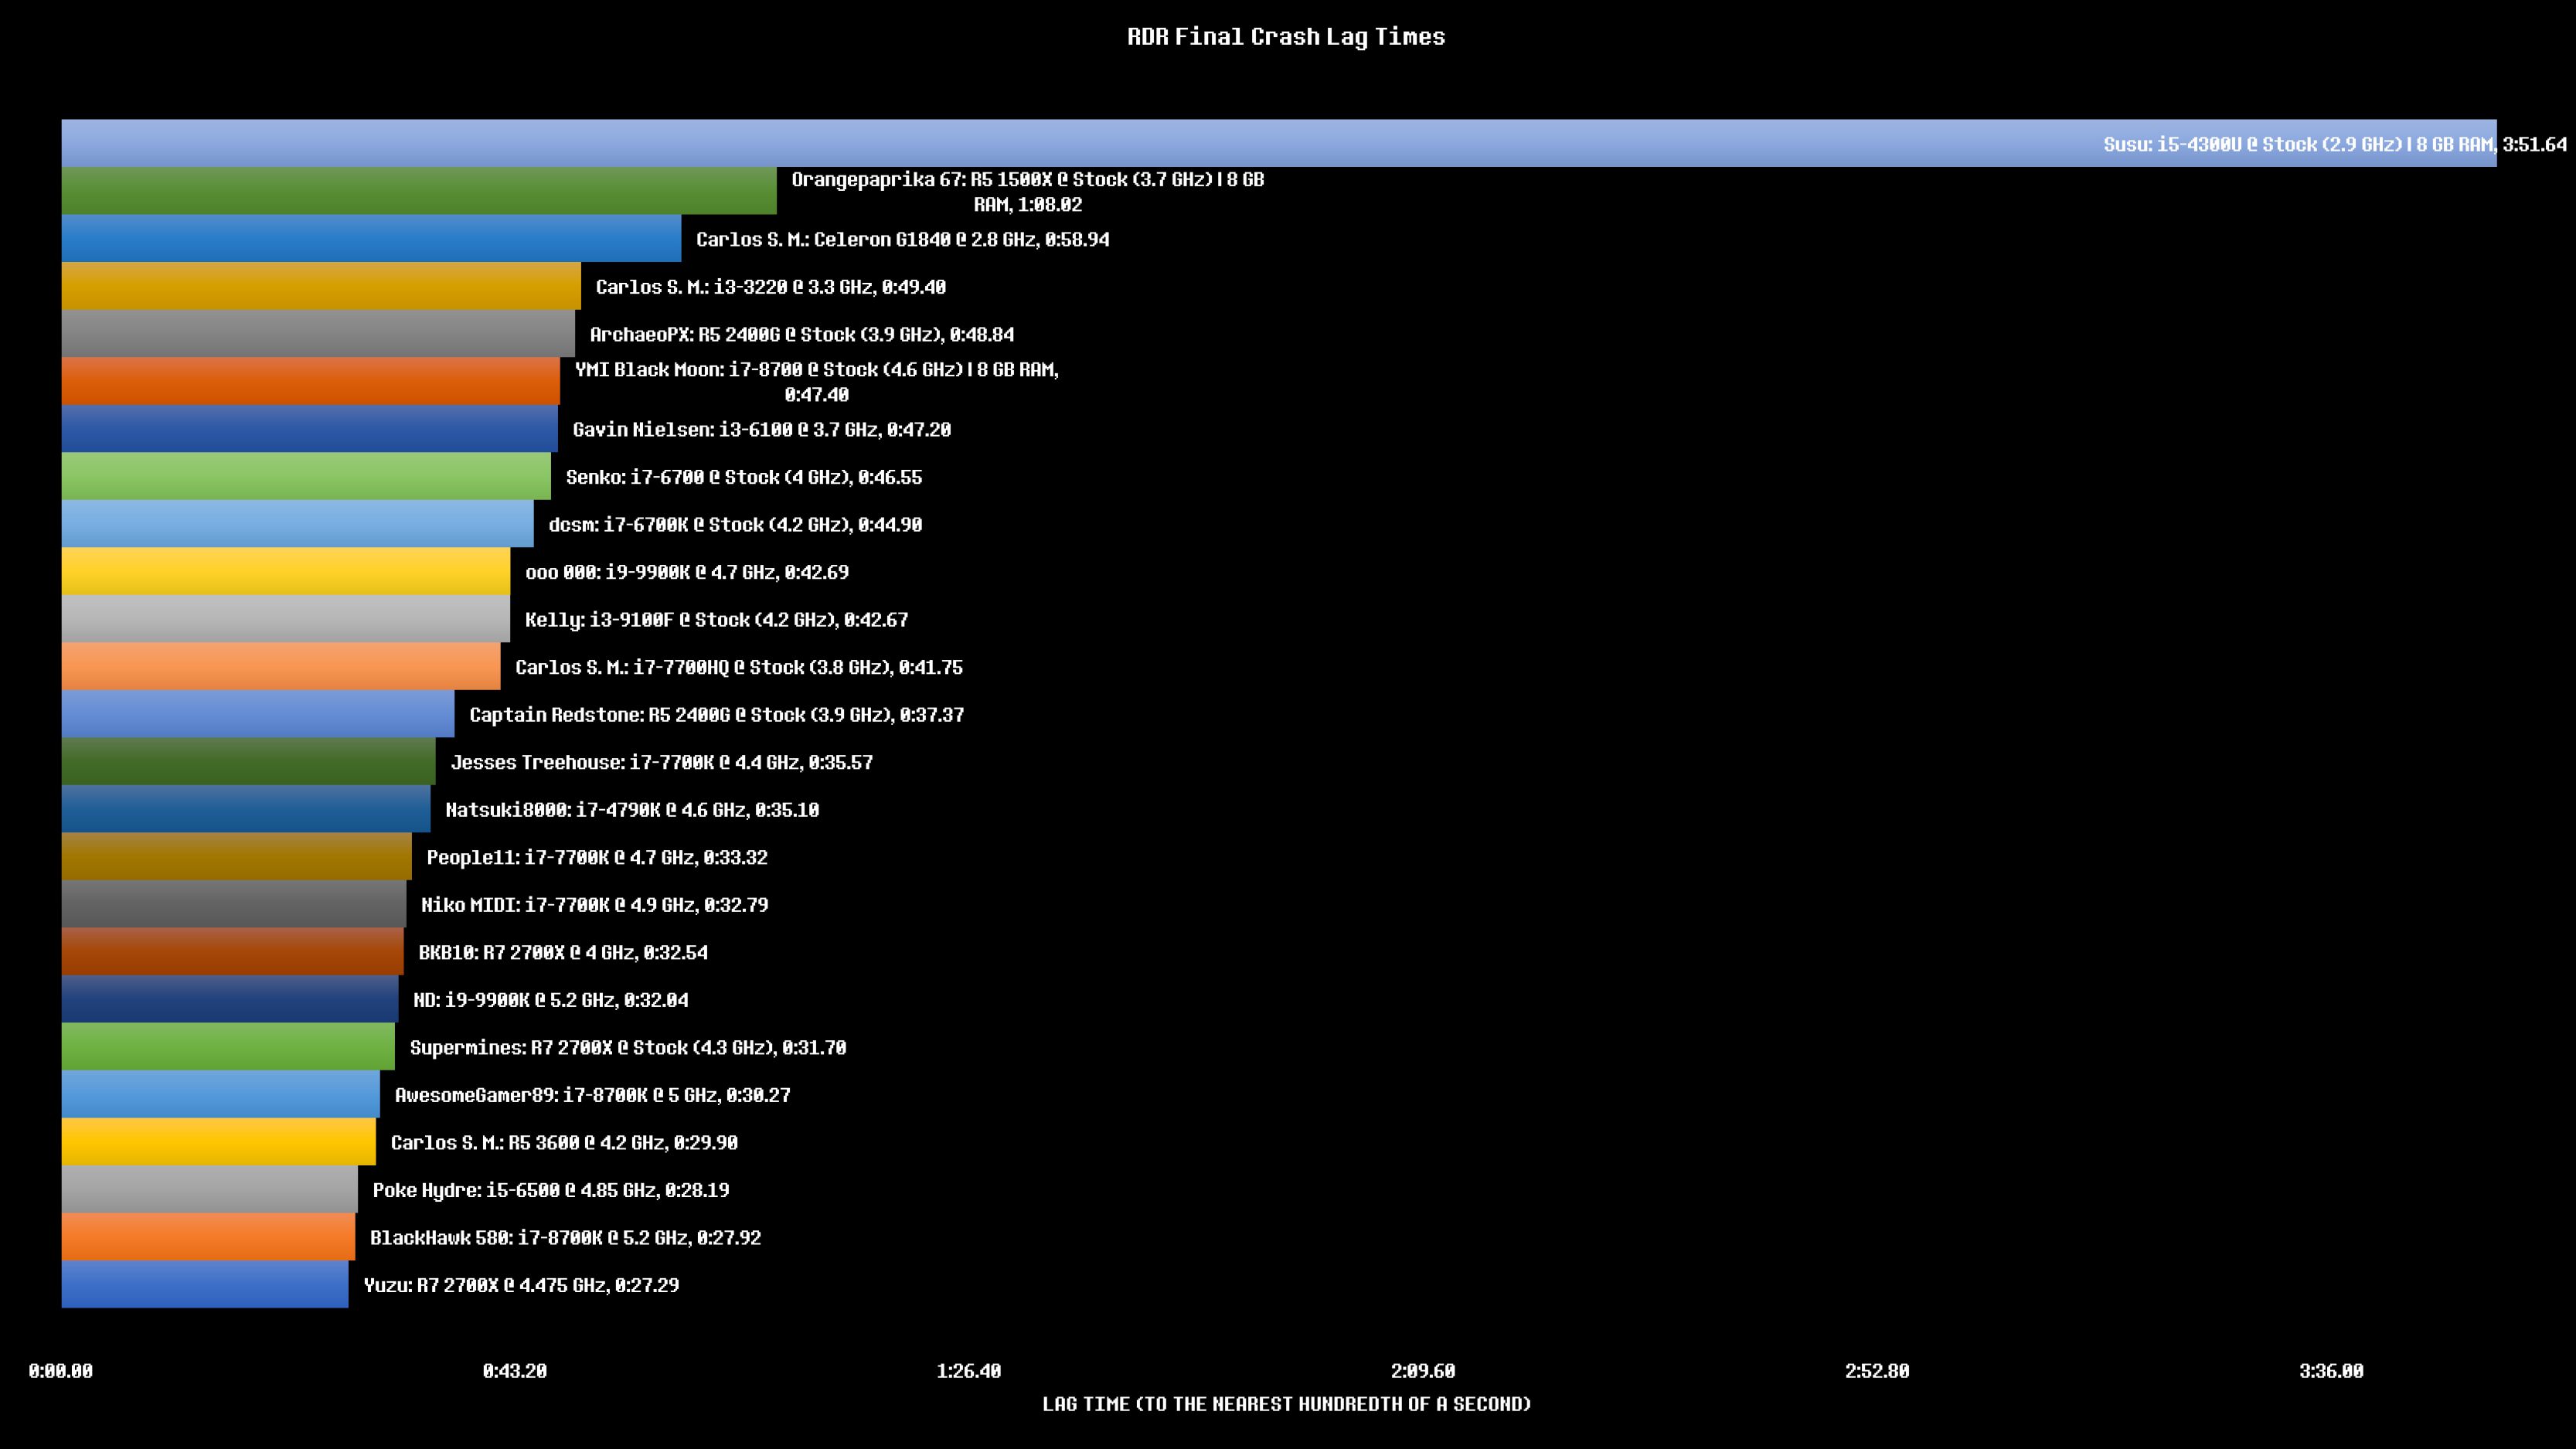 RDR Final Crash Lag Times
Susu: i5-4300U @ Stock (2.9 GHz) | 8 GB RAM, 3:51.64
Orangepaprika 67: R5 1500X @ Stock (3.7 GHz) | 8 GB
RAM, 1:08.02
Carlos S. M.: Celeron G1840 @ 2.8 GHz, 0:58.94
Carlos S. M.: i3-3220 @ 3.3 GHz, 0:49.40
ArchaeoPX: R5 2400G @ Stock (3.9 GHz), 0:48.84
YMI Black Moon: i7-8700 @ Stock (4.6 GHz) | 8 GB RAM,
0:47.40
Gavin Nielsen: i3-6100 @ 3.7 GHz, 0:47.20
Senko: i7-6700 @ Stock (4 GHz), 0:46.55
dcsm: i7-6700K @ Stock (4.2 GHz), 0:44.90
ooo 000: i9-9900K @ 4.7 GHz, 0:42.69
Kelly: i3-9100F @ Stock (4.2 GHz), 0:42.67
Carlos S. M.: i7-7700HQ @ Stock (3.8 GHz), 0:41.75
Captain Redstone: R5 2400G @ Stock (3.9 GHz), 0:37.37
Jesses Treehouse: i7-7700K @ 4.4 GHz, 0:35.57
Natsuki8000: i7-4790K @ 4.6 GHz, 0:35.10
People11: i7-7700K @ 4.7 GHz, 0:33.32
Niko MIDI: i7-7700K @ 4.9 GHz, 0:32.79
BKB10: R7 2700X @ 4 GHz, 0:32.54
ND: i9-9900K @ 5.2 GHz, 0:32.04
Supermines: R7 2700X @ Stock (4.3 GHz), 0:31.70
AwesomeGamer89: i7-8700K @ 5 GHz, 0:30.27
Carlos S. M.: R5 3600 @ 4.2 GHz, 0:29.90
Poke Hydre: i5-6500 @ 4.85 GHz, 0:28.19
BlackHawk 580: i7-8700K @ 5.2 GHz, 0:27.92
Yuzu: R7 2700X @ 4.475 GHz, 0:27.29
0:00.00 0:43.20 1:26.40 2:09.60 2:52.80 3:36.00
LAG TIME (TO THE NEAREST HUNDREDTH OF A SECOND)